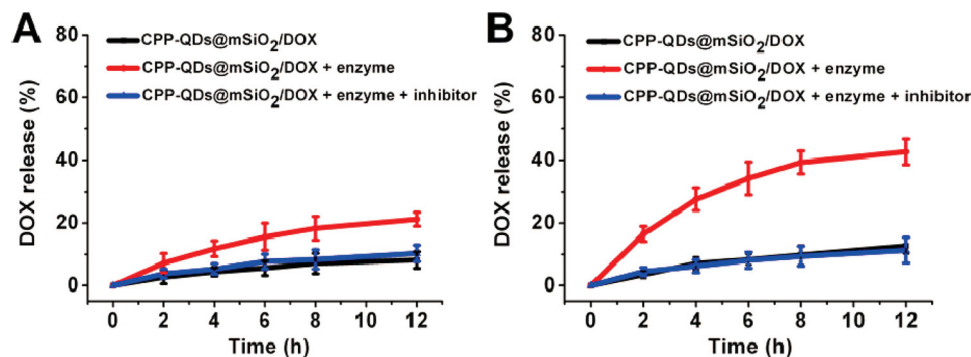 A
DOX release (%)
80
60
40
20
0
CPP-QDs@mSiO₂/DOX
CPP-QDs@mSiO₂/DOX + enzyme
CPP-QDs@mSiO₂/DOX + enzyme + inhibitor
0 2 4 6 8 10 12
Time (h)
B
DOX release (%)
80
60
40
20
0
CPP-QDs@mSiO₂/DOX
CPP-QDs@mSiO₂/DOX + enzyme
CPP-QDs@mSiO₂/DOX + enzyme + inhibitor
0 2 4 6 8 10 12
Time (h)